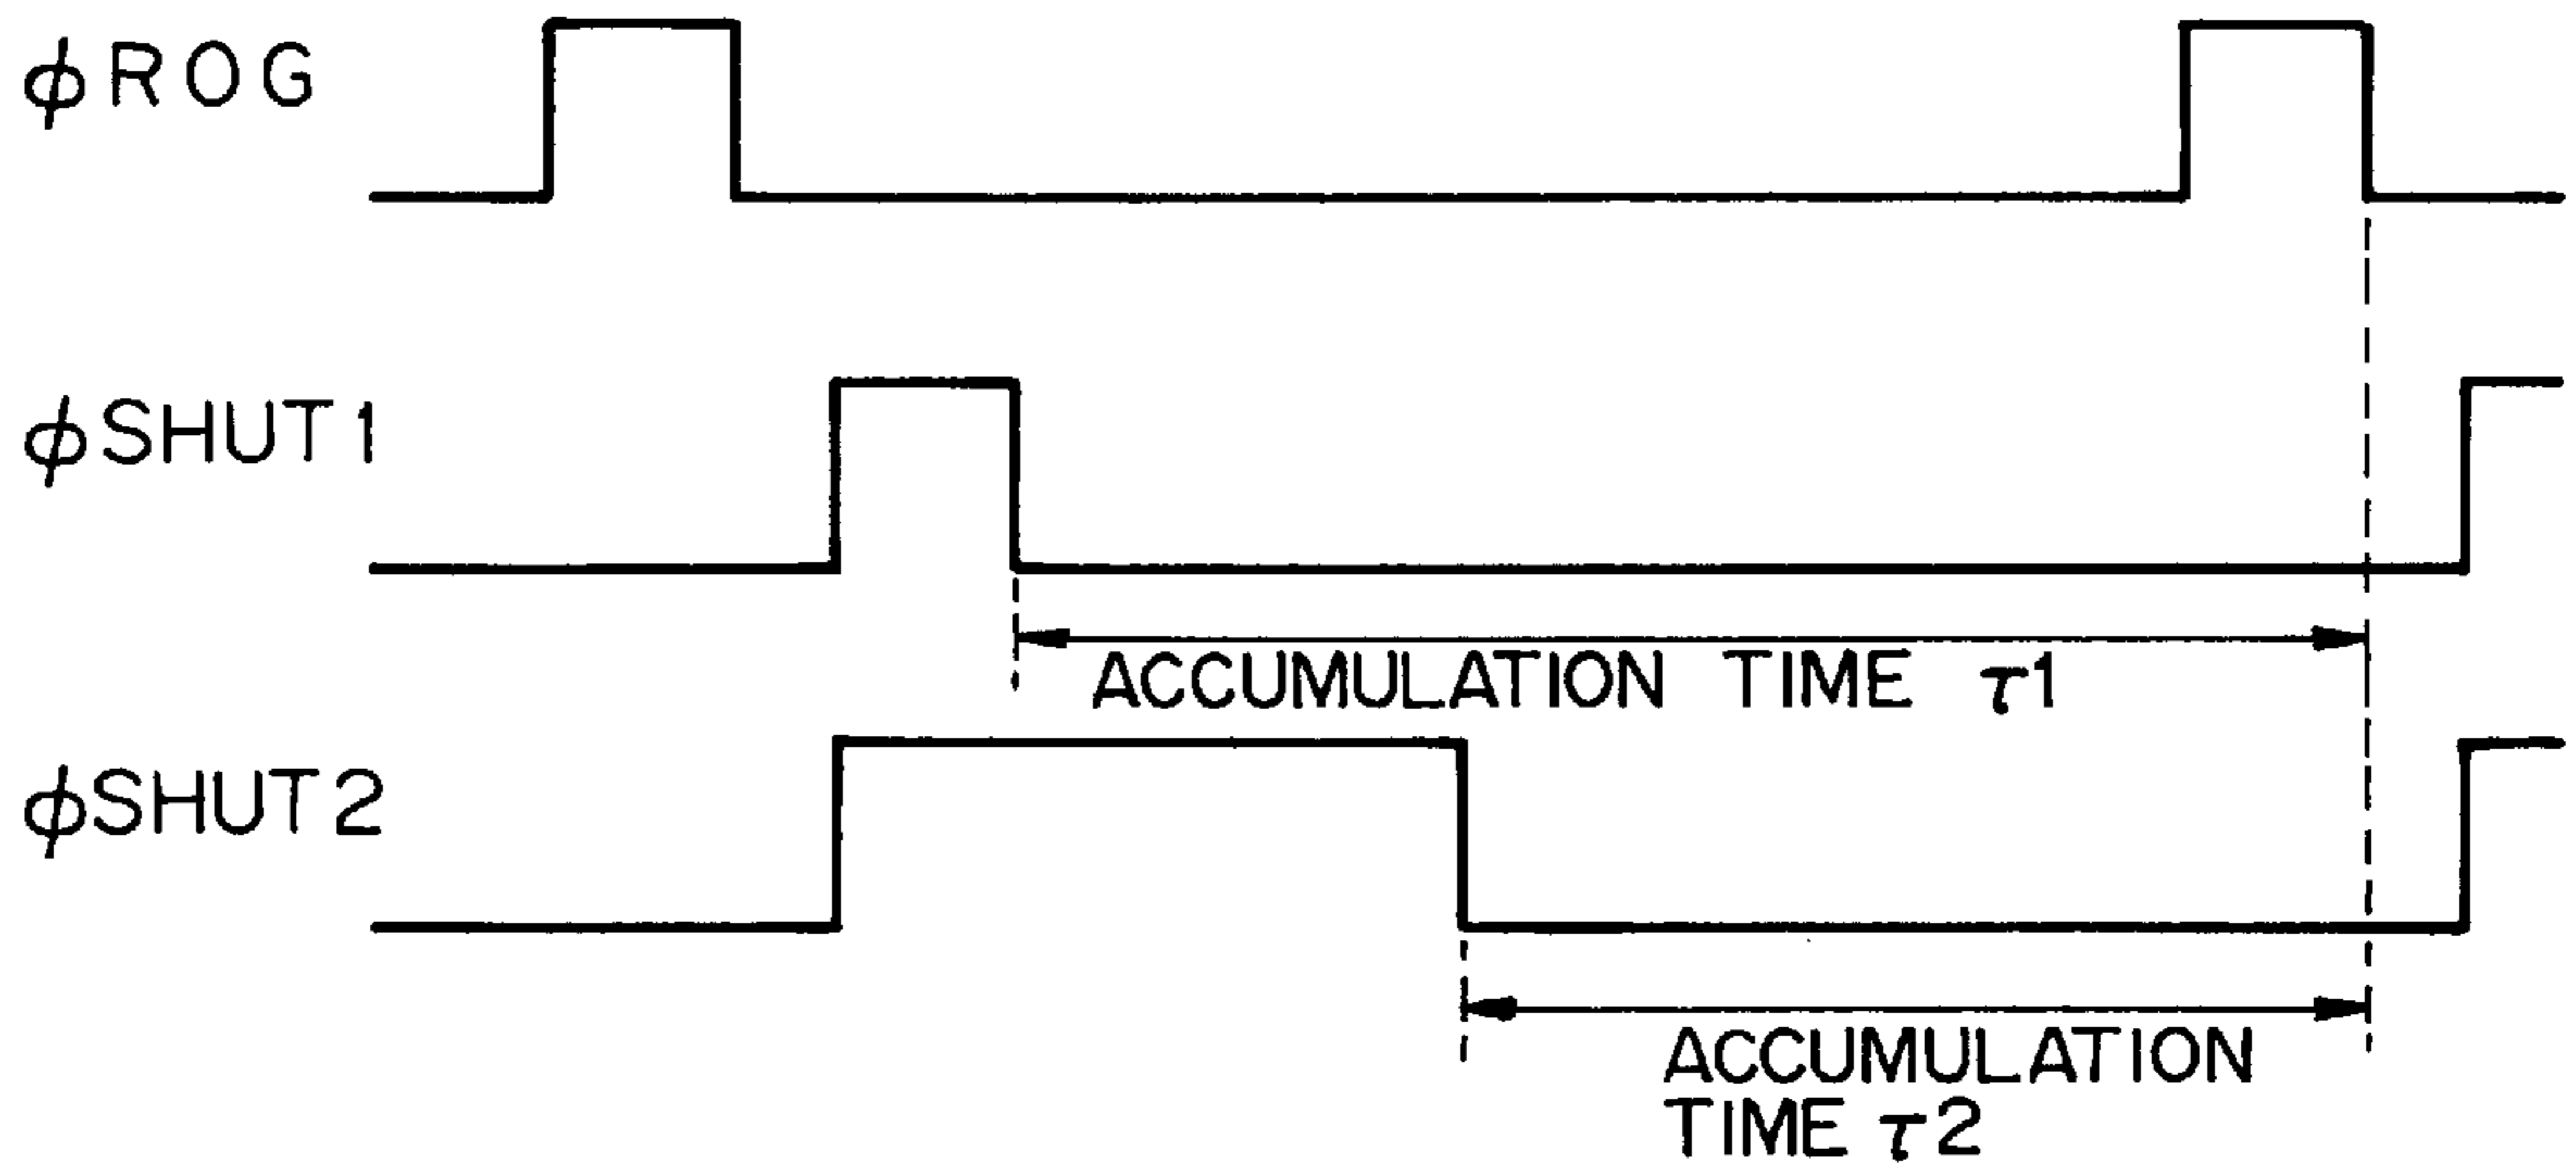 ϕROG
ϕSHUT1
ACCUMULATION TIME τ1
ϕSHUT2
ACCUMULATION
TIME τ2